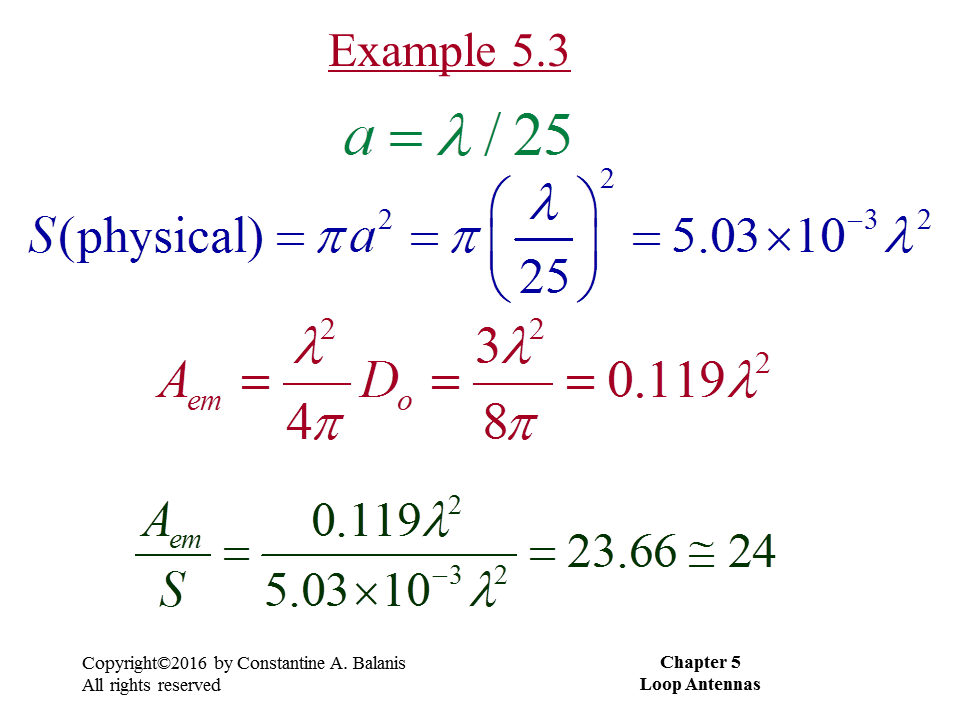 Example 5.3
a = λ / 25
S(physical) = πa² = π(λ/25)² = 5.03×10⁻³ λ²
Aₑₘ = λ²/4π Dₒ = 3λ²/8π = 0.119λ²
Aₑₘ/S = 0.119λ²/5.03×10⁻³ λ² = 23.66 ≅ 24
Copyright©2016 by Constantine A. Balanis
All rights reserved
Chapter 5
Loop Antennas